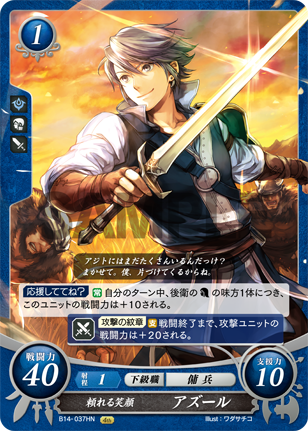 1
アジトにはまだたくさんいるんだっけ？
まかせて。僕、片づけてくるからね。
応援しててね？ 常 自分のターン中、後衛の の味方1体につき、
このユニットの戦闘力は＋10される。
攻撃の紋章 支 戦闘終了まで、攻撃ユニットの
戦闘力は＋20される。
戦闘力
40
射程 1 下級職 傭兵
支援力
10
頼れる笑顔 アズール
B14-037HN
Illust：ワダサチコ